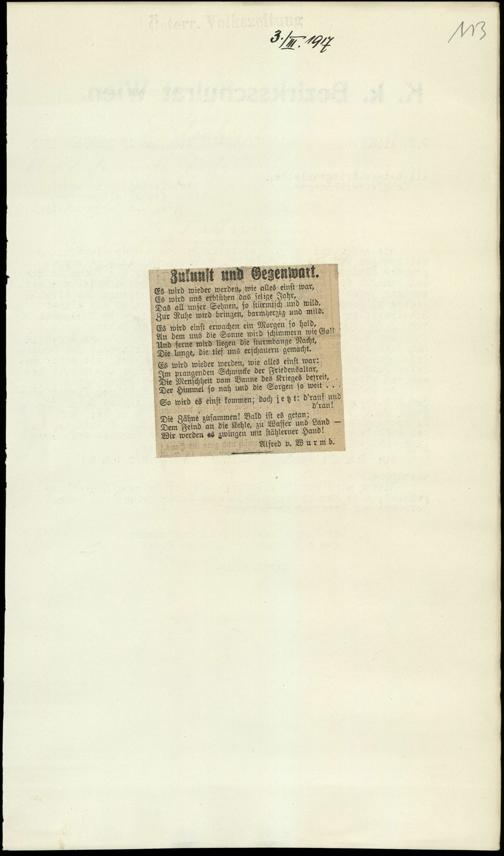 Österr. Volkszeitung
3./III. 1917
113
K. k. Bezirksschulrat Wien.
Zukunft und Gegenwart.
Es wird wieder werden, wie alles einst war,
Es wird uns erblühen das selige Jahr,
Das all unser Sehnen, so stürmisch und wild,
Zur Ruhe wird bringen, barmherzig und mild.
Es wird einst erwachen ein Morgen so hold,
An dem uns die Sonne wird schimmern wie Gold
Und ferne wird liegen die sturmbange Nacht,
Die lange, die tief uns erschauern gemacht.
Es wird wieder werden, wie alles einst war:
Im prangenden Schmucke der Friedensaltar,
Die Menschheit vom Banne des Krieges befreit,
Der Himmel so nah und die Sorgen so weit . . .
So wird es einst kommen; doch jetzt: d'rauf und
d'ran!
Die Zähne zusammen! Bald ist es getan;
Dem Feind an die Kehle, zu Wasser und Land —
Wir werden es zwingen mit stählerner Hand!
Alfred v. Wurmb.